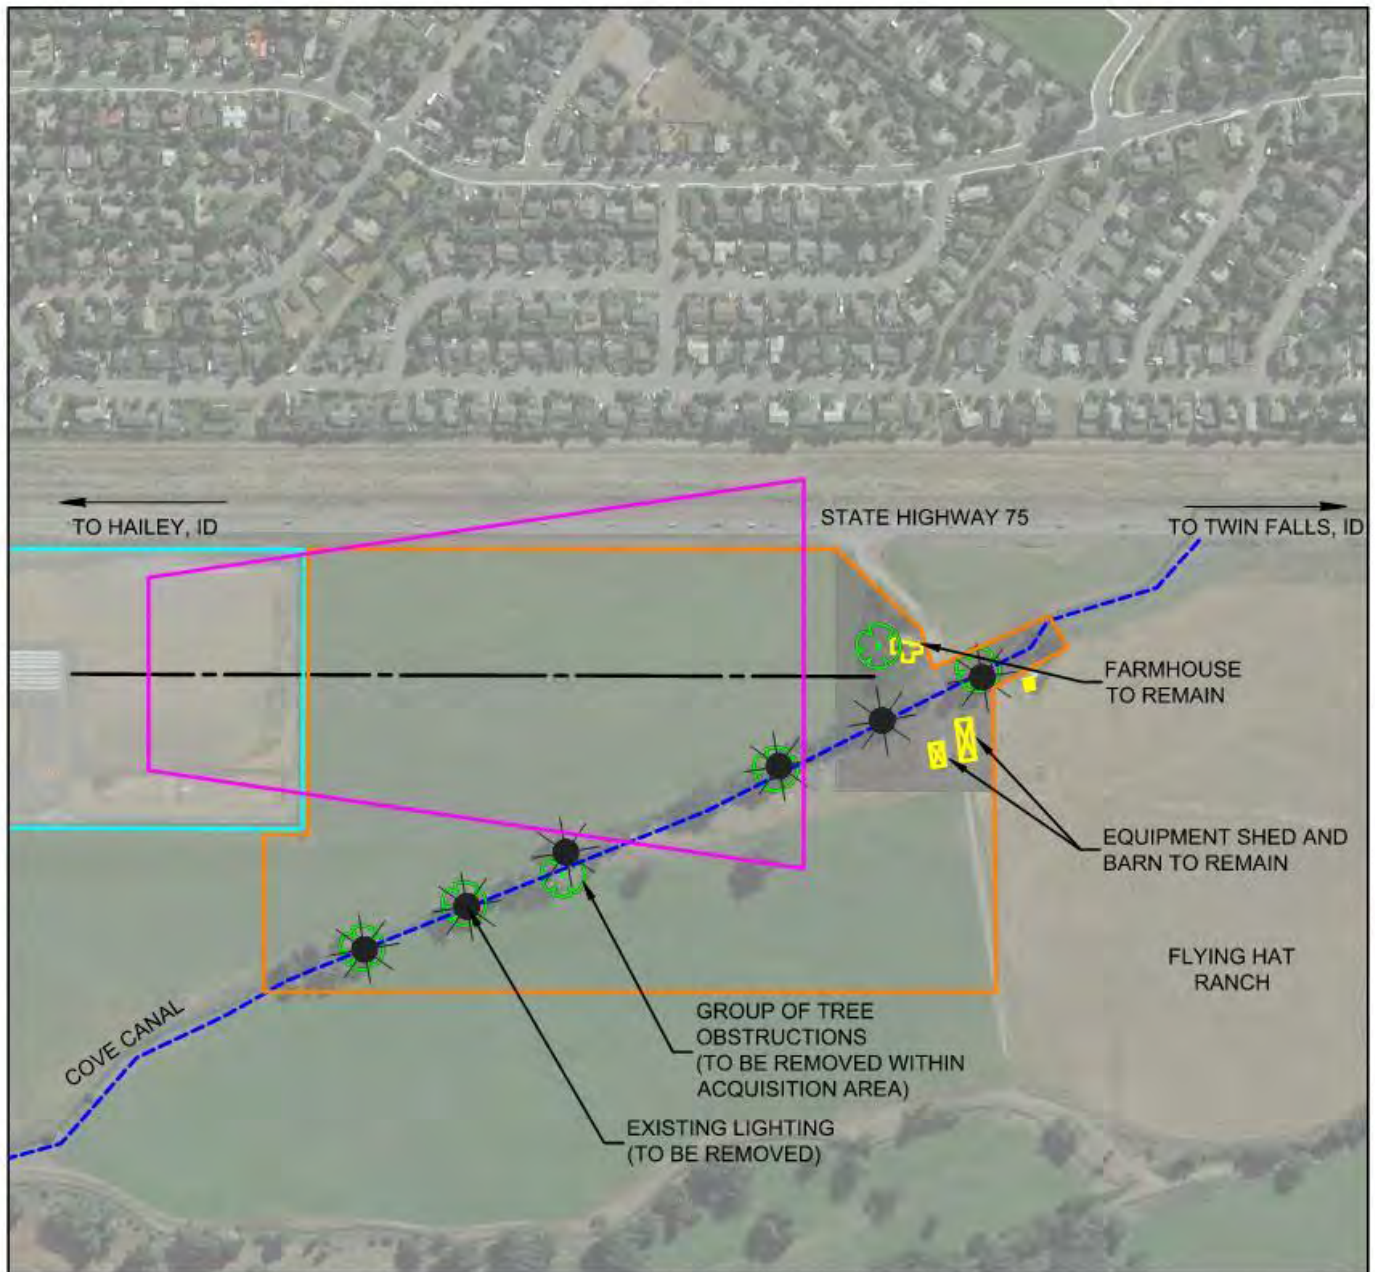 TO HAILEY, ID
STATE HIGHWAY 75
TO TWIN FALLS, ID
FARMHOUSE
TO REMAIN
EQUIPMENT SHED AND
BARN TO REMAIN
FLYING HAT
RANCH
COVE CANAL
GROUP OF TREE
OBSTRUCTIONS
(TO BE REMOVED WITHIN
ACQUISITION AREA)
EXISTING LIGHTING
(TO BE REMOVED)